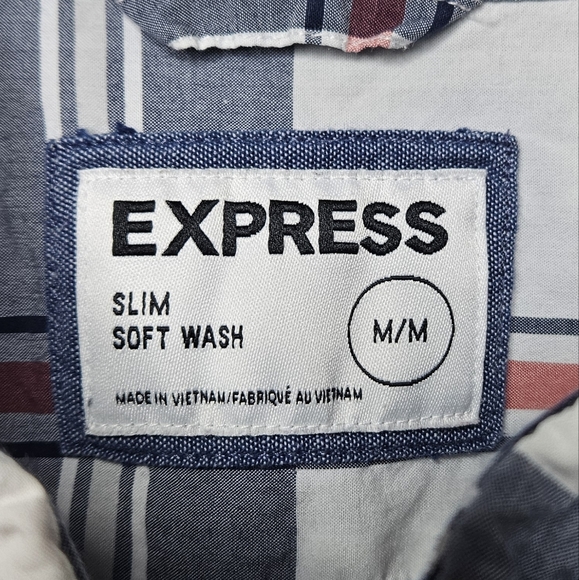 EXPRESS
SLIM
SOFT WASH
M/M
MADE IN VIETNAM/FABRIQUÉ AU VIETNAM